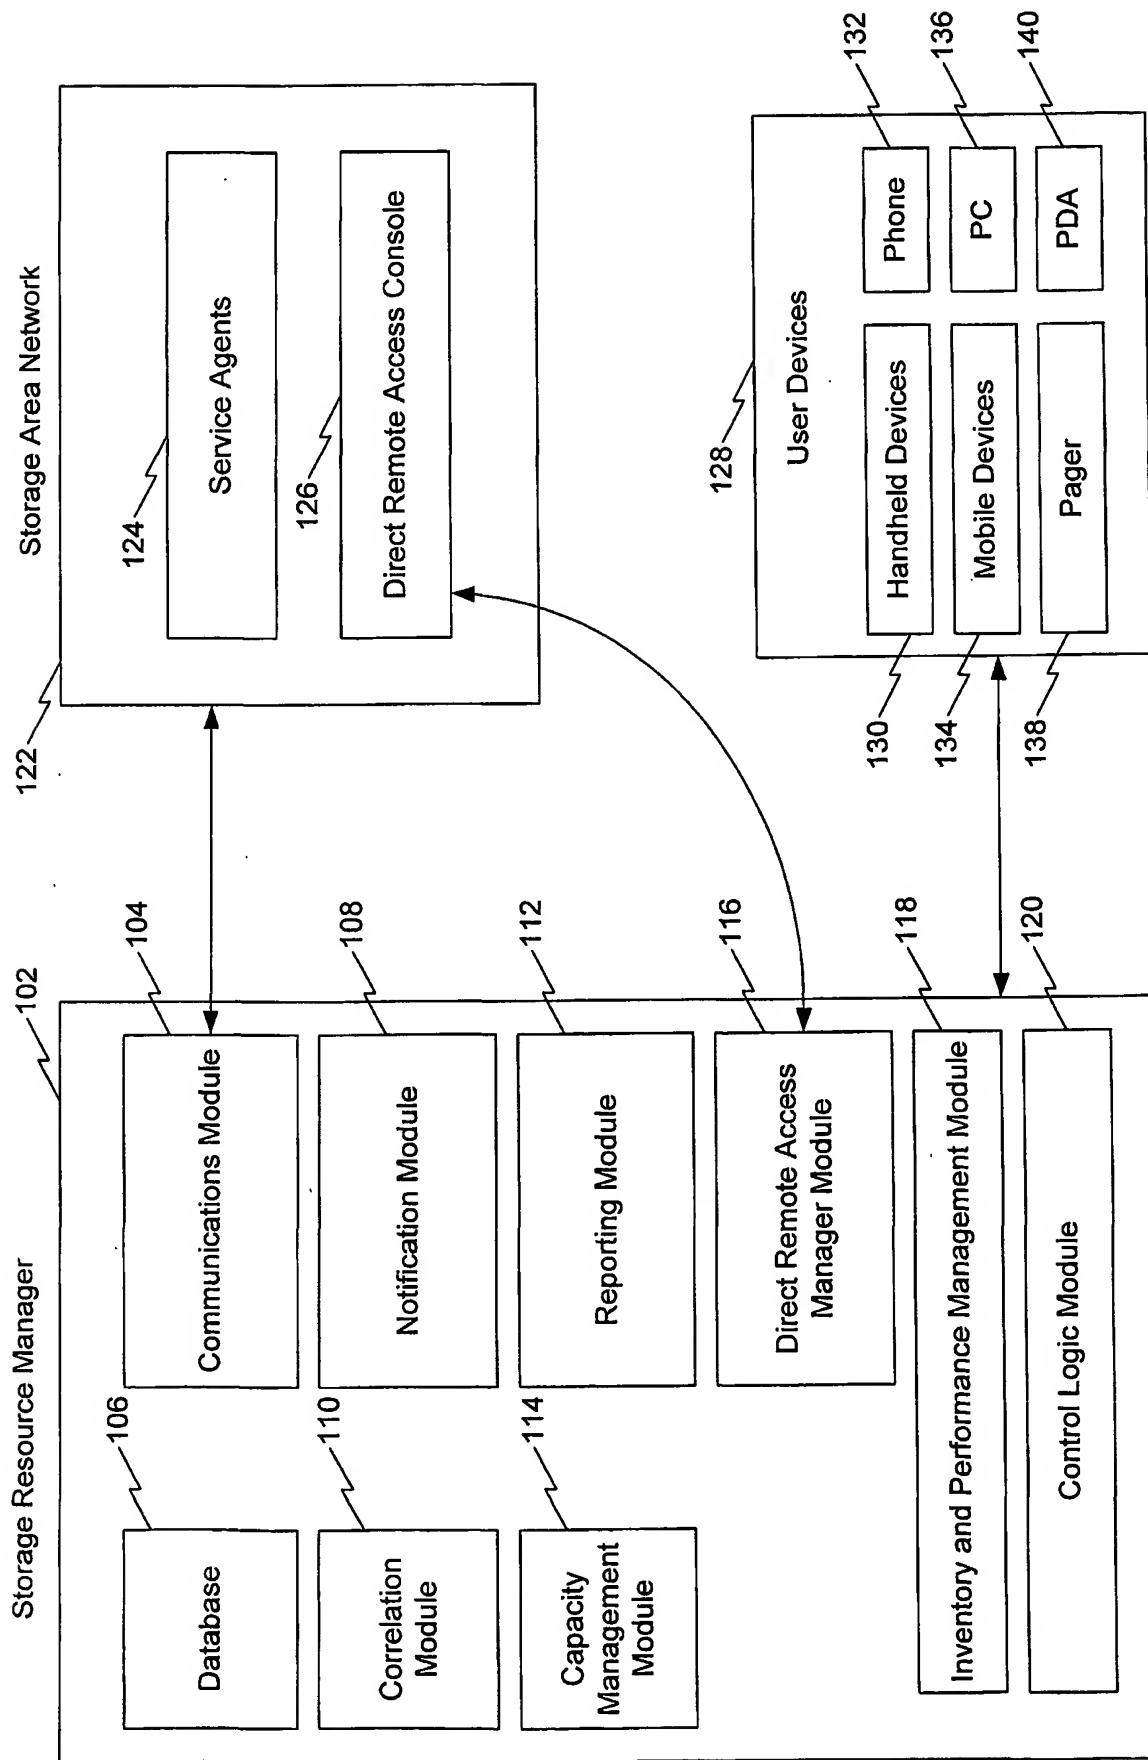 Storage Resource Manager
102
106
Database
104
Communications Module
110
Correlation
Module
108
Notification Module
114
Capacity
Management
Module
112
Reporting Module
116
Direct Remote Access
Manager Module
118
Inventory and Performance Management Module
120
Control Logic Module
Storage Area Network
122
124
Service Agents
126
Direct Remote Access Console
128
User Devices
130
Handheld Devices
Phone
132
134
Mobile Devices
PC
136
138
Pager
PDA
140